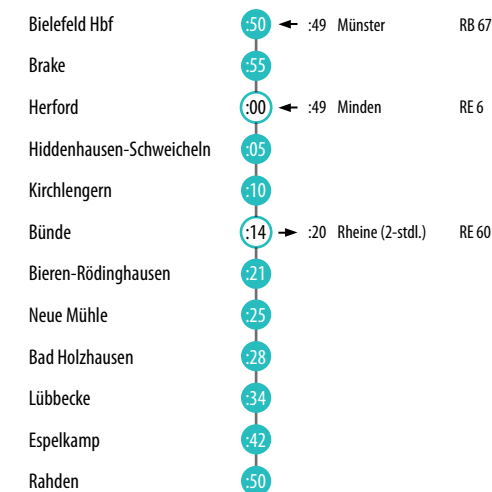 Bielefeld Hbf :50 :49 Münster RB 67
Brake :55
Herford :00 :49 Minden RE 6
Hiddenhausen-Schweicheln :05
Kirchlengern :10
Bünde :14 :20 Rheine (2-stdl.) RE 60
Bieren-Rödinghausen :21
Neue Mühle :25
Bad Holzhausen :28
Lübbecke :34
Espelkamp :42
Rahden :50